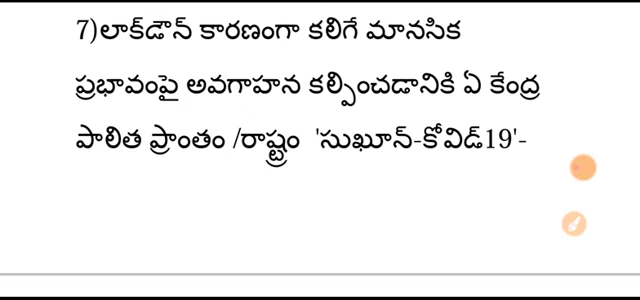 7)లాక్‌డౌన్ కారణంగా కలిగే మానసిక
ప్రభావంపై అవగాహన కల్పించడానికి ఏ కేంద్ర
పాలిత ప్రాంతం /రాష్ట్రం 'సుఖూన్-కోవిడ్19'-